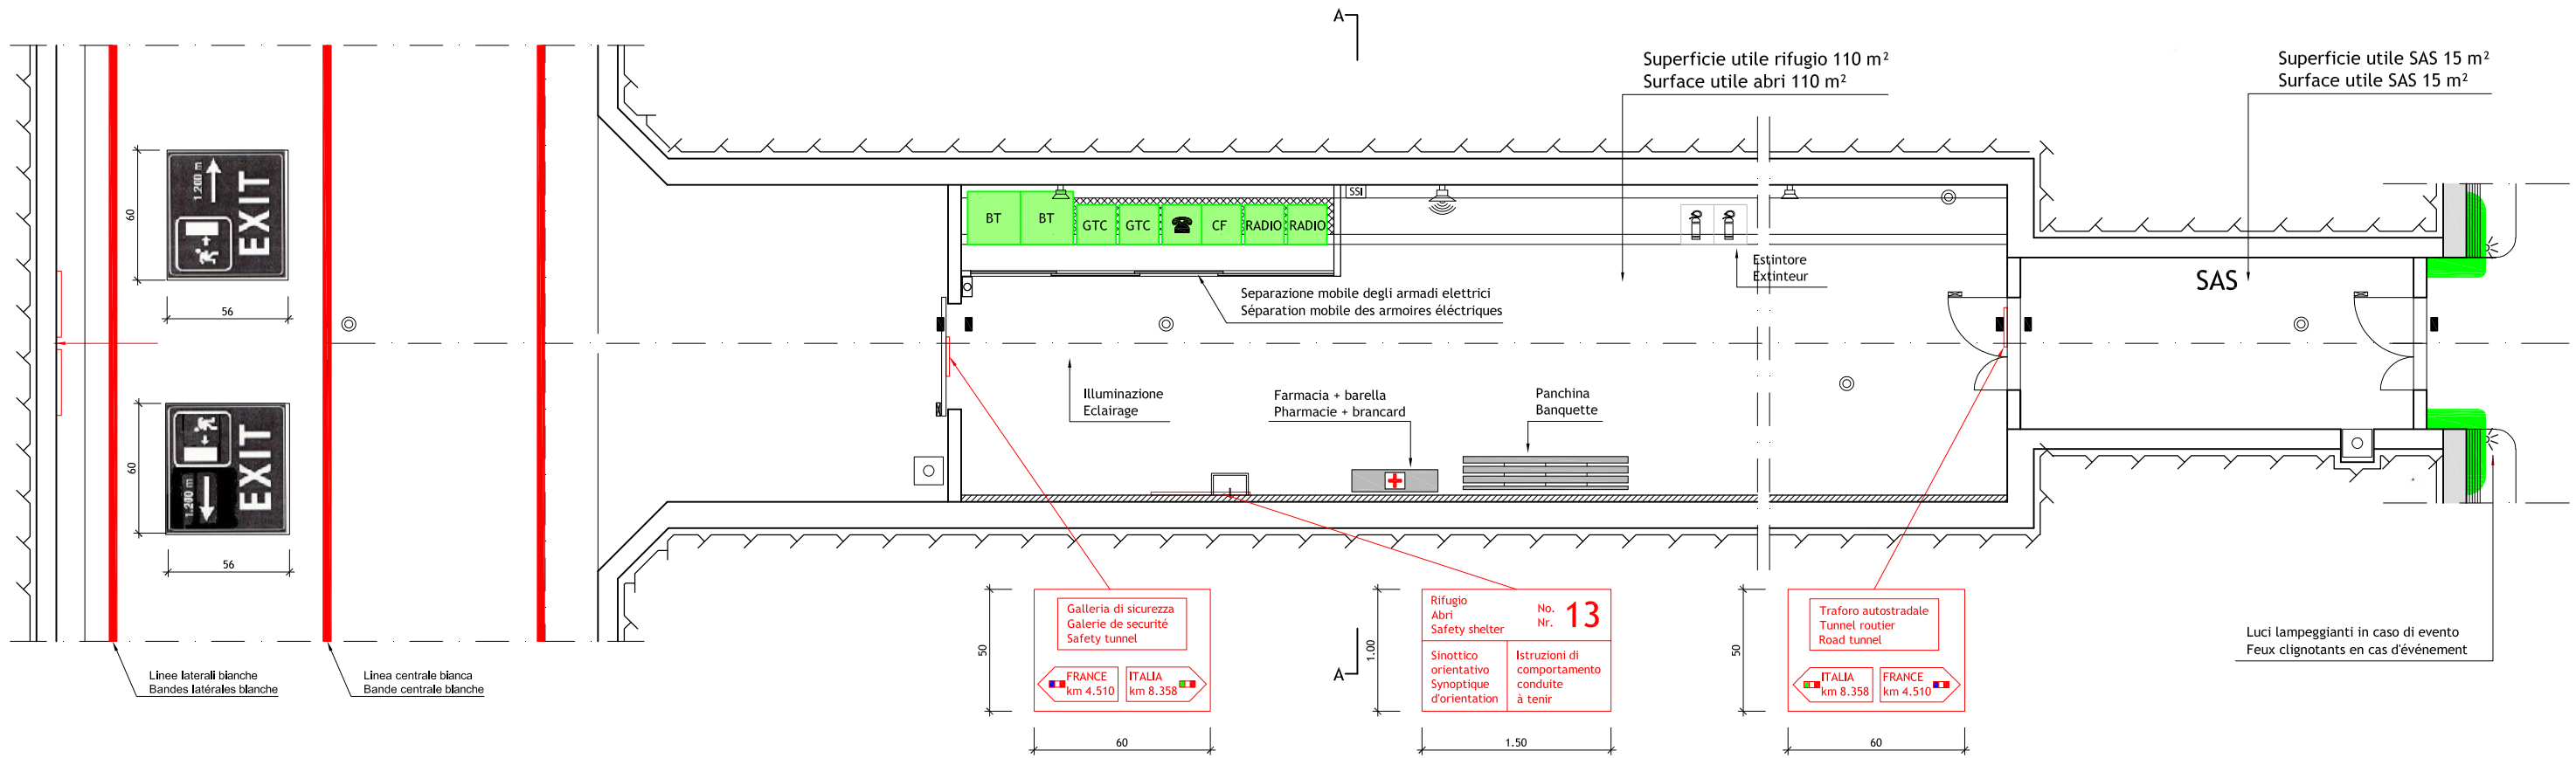 A
Superficie utile rifugio 110 m²
Surface utile abri 110 m²
Superficie utile SAS 15 m²
Surface utile SAS 15 m²
60
1.200 m
EXIT
56
BT
BT
GTC
GTC
CF
RADIO
RADIO
SSI
Estintore
Extinteur
SAS
Separazione mobile degli armadi elettrici
Séparation mobile des armoires éléctriques
Illuminazione
Eclairage
Farmacia + barella
Pharmacie + brancard
Panchina
Banquette
60
1.200 m
EXIT
56
Linee laterali bianche
Bandes latérales blanche
Linea centrale bianca
Bande centrale blanche
50
Galleria di sicurezza
Galerie de securité
Safety tunnel
FRANCE
km 4.510
ITALIA
km 8.358
60
1.00
A
Rifugio
Abri
Safety shelter
No.
Nr.
13
Sinottico
orientativo
Synoptique
d'orientation
Istruzioni di
comportamento
conduite
à tenir
1.50
50
Traforo autostradale
Tunnel routier
Road tunnel
ITALIA
km 8.358
FRANCE
km 4.510
60
Luci lampeggianti in caso di evento
Feux clignotants en cas d'événement